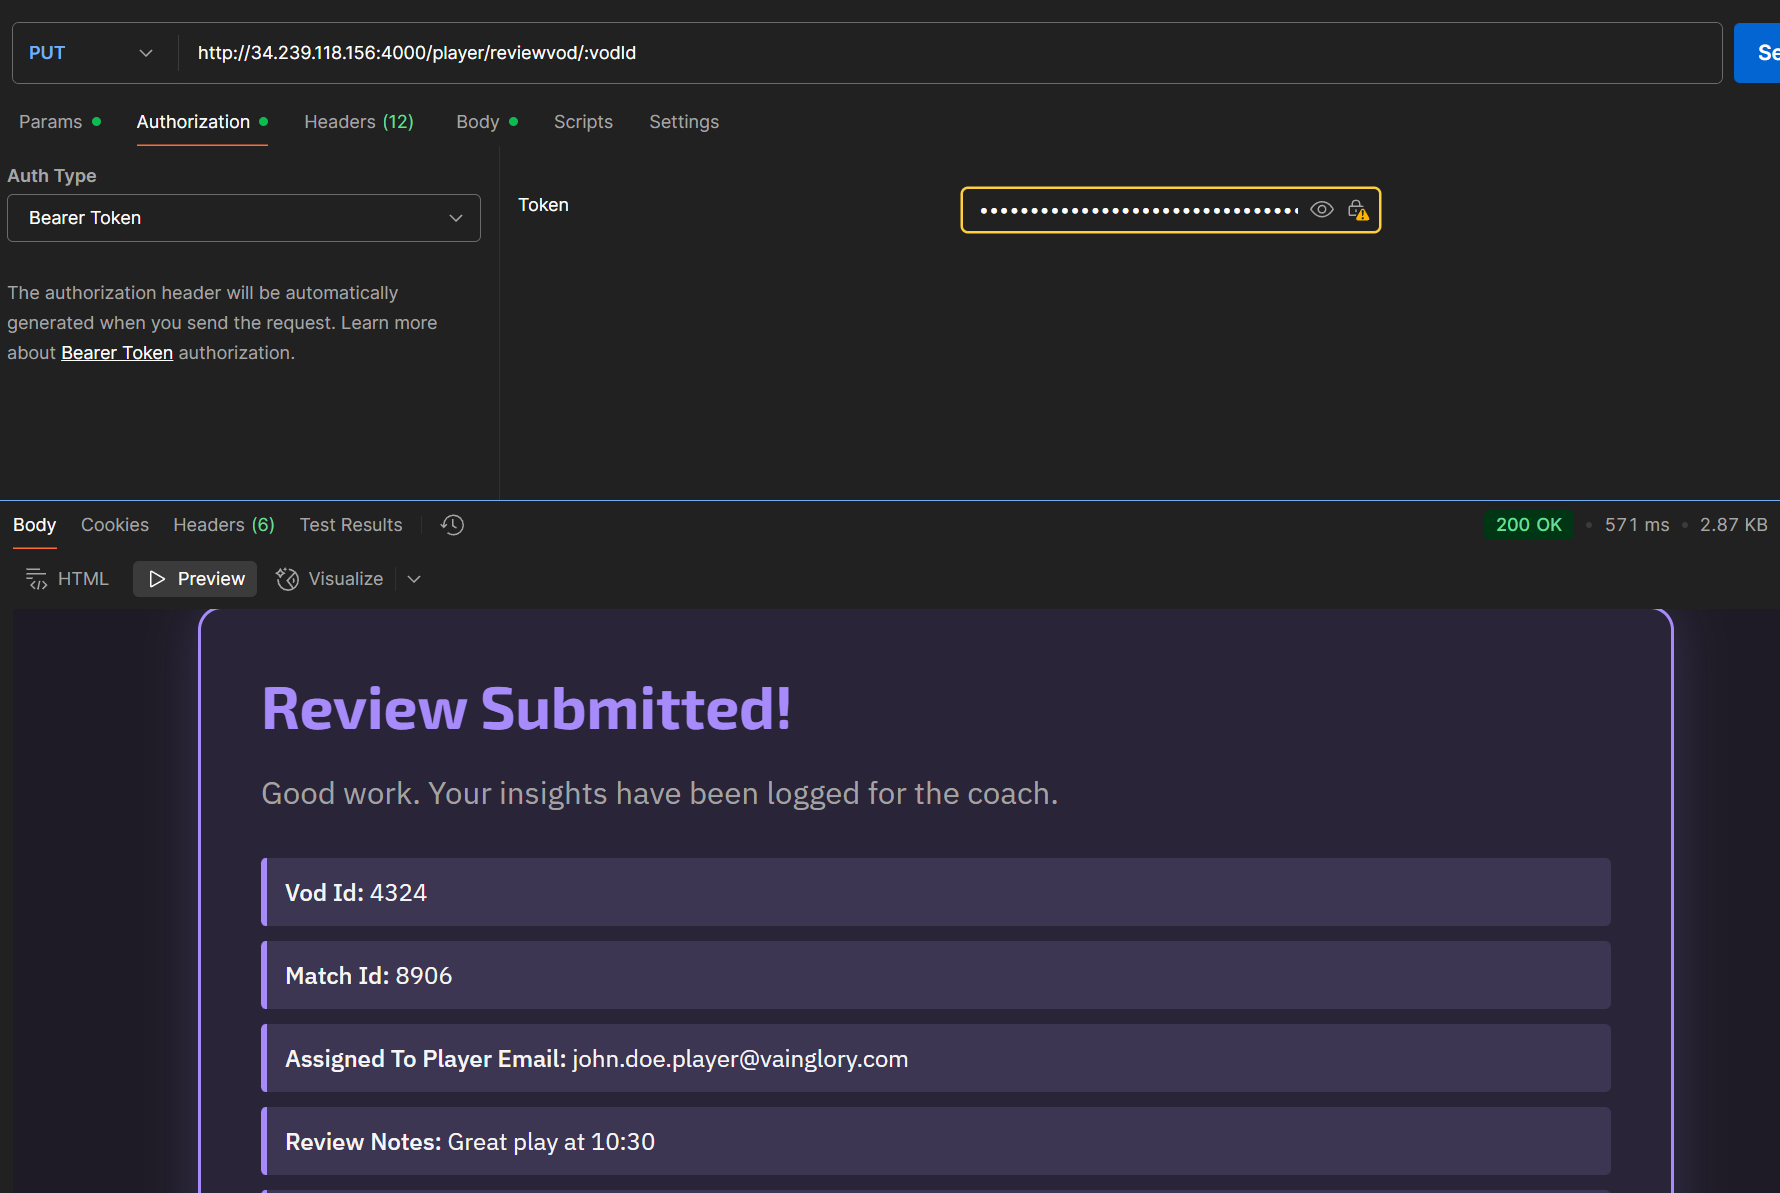 PUT
http://34.239.118.156:4000/player/reviewvod/:vodId
Params
Authorization
Headers (12)
Body
Scripts
Settings
Auth Type
Bearer Token
The authorization header will be automatically
generated when you send the request. Learn more
about Bearer Token authorization.
Token
Body
Cookies
Headers (6)
Test Results
200 OK
571 ms
2.87 KB
HTML
Preview
Visualize
Review Submitted!
Good work. Your insights have been logged for the coach.
Vod Id: 4324
Match Id: 8906
Assigned To Player Email: john.doe.player@vainglory.com
Review Notes: Great play at 10:30